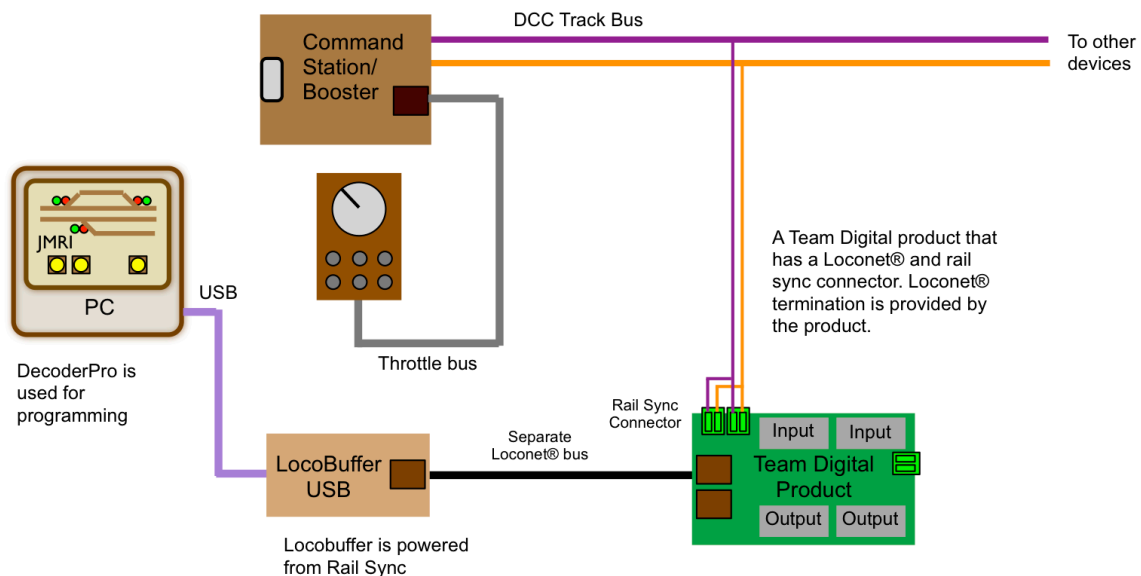 DCC Track Bus
Command
Station/
Booster
To other
devices
JMRI
PC
USB
DecoderPro is
used for
programming
Throttle bus
A Team Digital product that
has a Loconet® and rail
sync connector. Loconet®
termination is provided by
the product.
Rail Sync
Connector
Separate
Loconet® bus
LocoBuffer
USB
Locobuffer is powered
from Rail Sync
Input
Input
Team Digital
Product
Output
Output